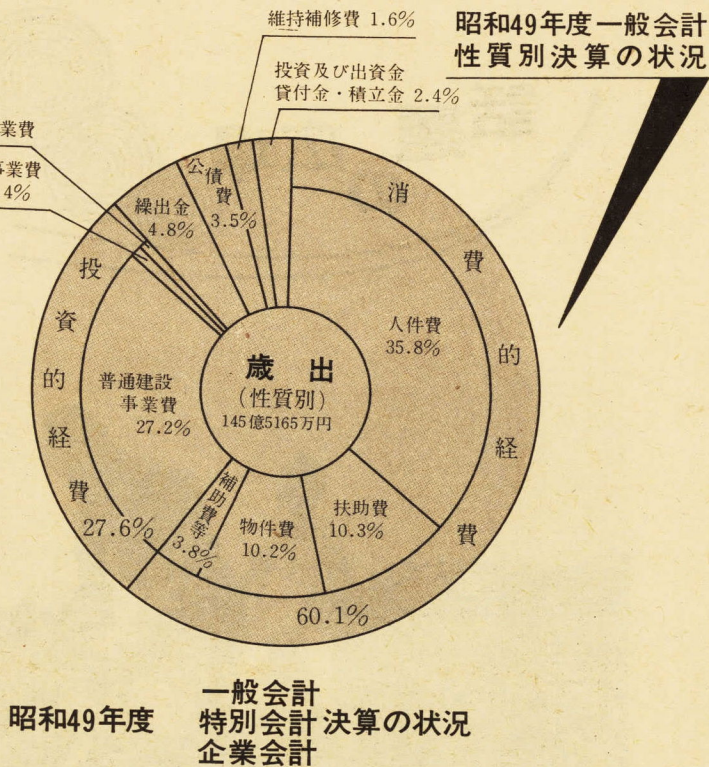 昭和49年度一般会計
性質別決算の状況
維持補修費 1.6%
投資及び出資金
貸付金・積立金 2.4%
業費
事業費
4%
公債費
3.5%
繰出金
4.8%
消費的経費
60.1%
人件費
35.8%
扶助費
10.3%
物件費
10.2%
補助費等
3.8%
投資的経費
27.6%
普通建設
事業費
27.2%
歳出
(性質別)
145億5165万円
昭和49年度
一般会計
特別会計決算の状況
企業会計